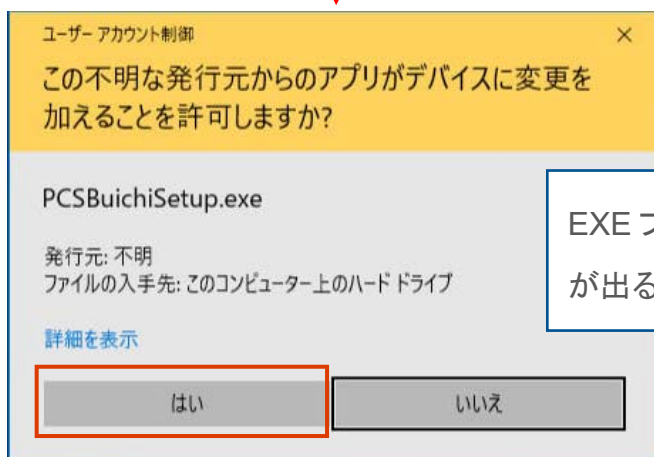 ユーザー アカウント制御
この不明な発行元からのアプリがデバイスに変更を
加えることを許可しますか?
PCSBuichiSetup.exe
発行元: 不明
ファイルの入手先: このコンピューター上のハード ドライブ
詳細を表示
はい
いいえ
EXE フ
が出る